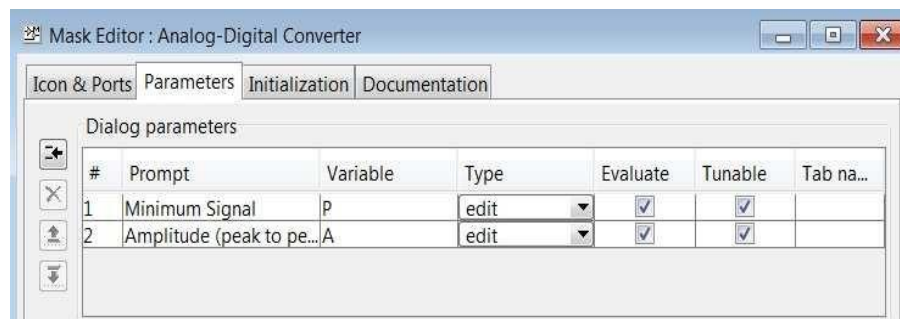 Mask Editor : Analog-Digital Converter
Icon & Ports Parameters Initialization Documentation
Dialog parameters
# Prompt Variable Type Evaluate Tunable Tab na...
1 Minimum Signal P edit
2 Amplitude (peak to pe... A edit